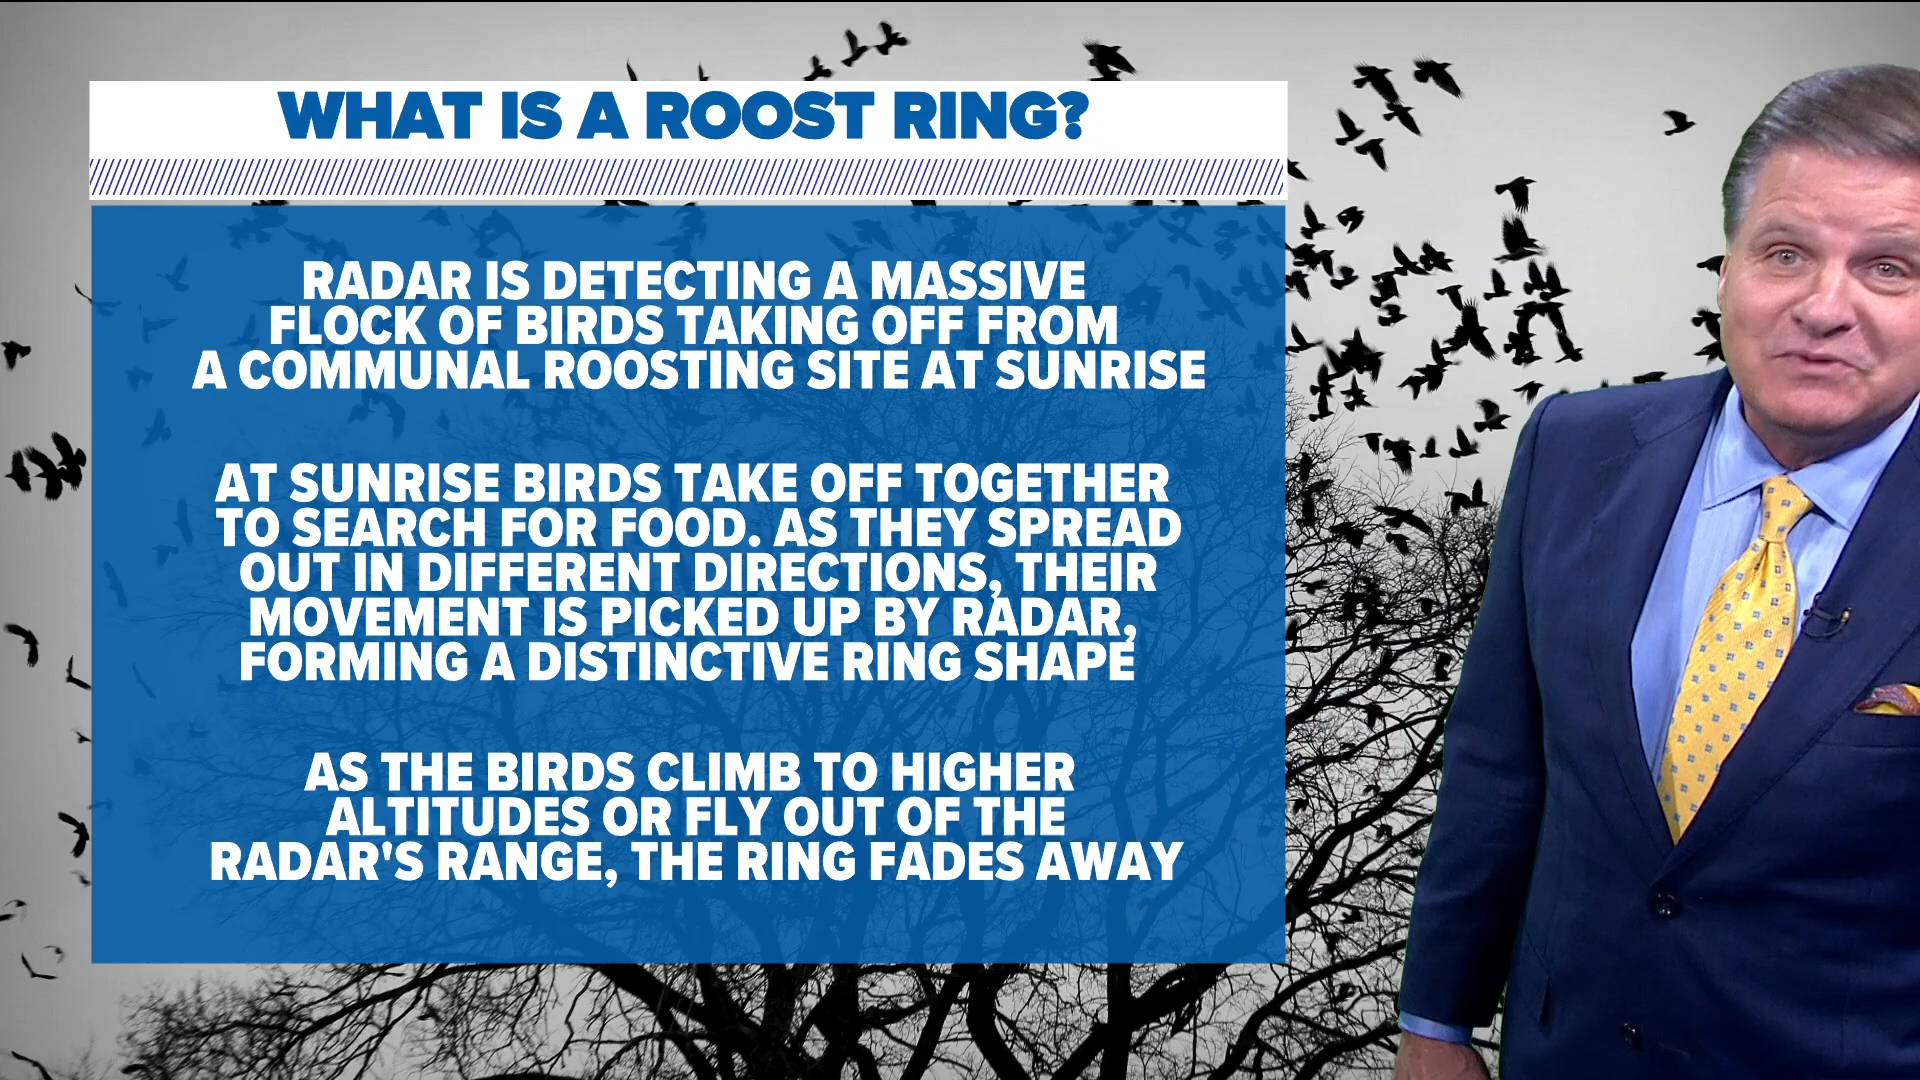 WHAT IS A ROOST RING?
RADAR IS DETECTING A MASSIVE
FLOCK OF BIRDS TAKING OFF FROM
A COMMUNAL ROOSTING SITE AT SUNRISE
AT SUNRISE BIRDS TAKE OFF TOGETHER
TO SEARCH FOR FOOD. AS THEY SPREAD
OUT IN DIFFERENT DIRECTIONS, THEIR
MOVEMENT IS PICKED UP BY RADAR,
FORMING A DISTINCTIVE RING SHAPE
AS THE BIRDS CLIMB TO HIGHER
ALTITUDES OR FLY OUT OF THE
RADAR'S RANGE, THE RING FADES AWAY